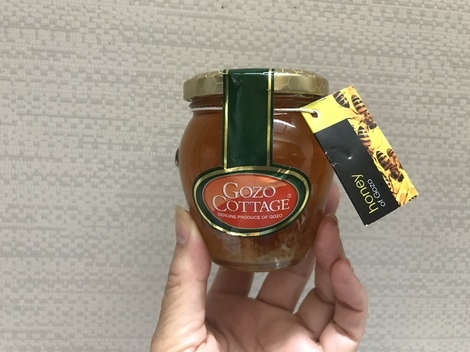 GOZO
COTTAGE
GENUINE PRODUCE OF GOZO
honey
of Gozo